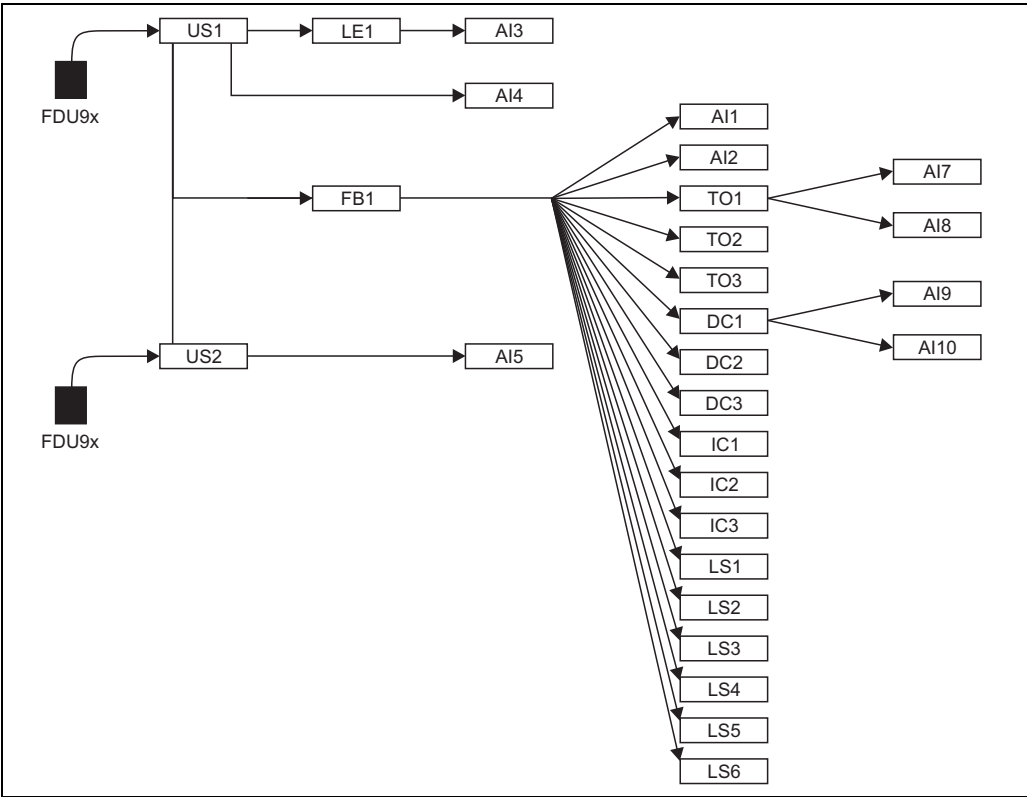 US1
LE1
AI3
FDU9x
AI4
AI1
AI2
AI7
FB1
TO1
AI8
TO2
TO3
AI9
DC1
US2
AI5
DC2
AI10
DC3
FDU9x
IC1
IC2
IC3
LS1
LS2
LS3
LS4
LS5
LS6